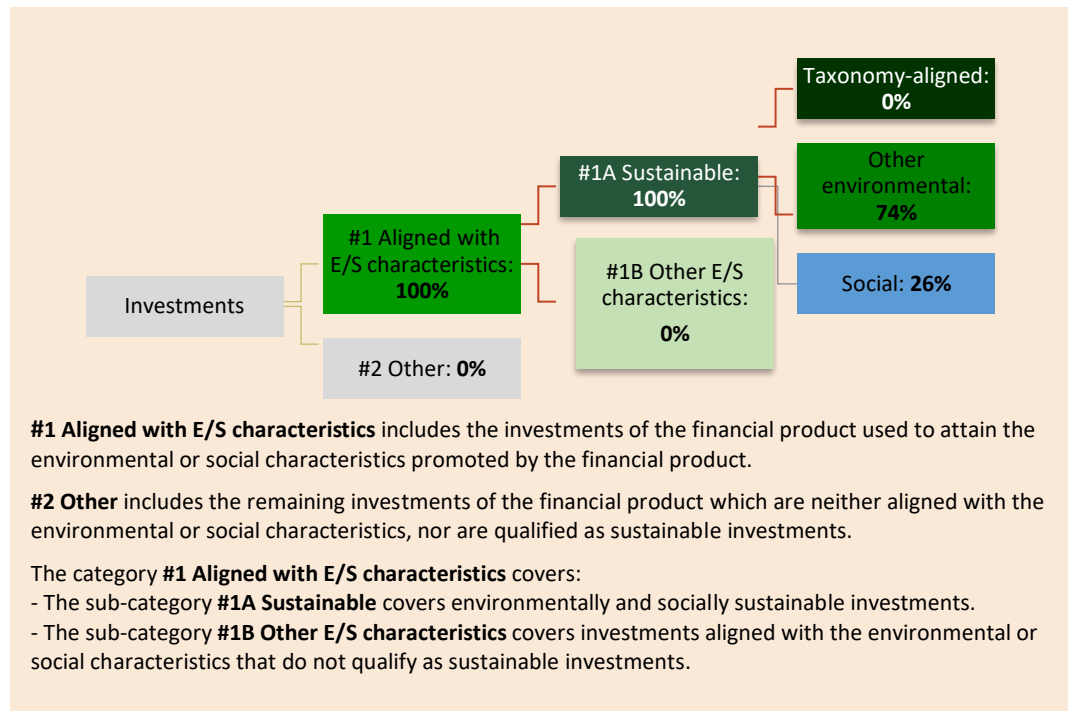 Taxonomy-aligned:
0%
#1A Sustainable:
100%
Other
environmental:
74%
#1 Aligned with
E/S characteristics:
100%
#1B Other E/S
characteristics:
0%
Social: 26%
Investments
#2 Other: 0%
#1 Aligned with E/S characteristics includes the investments of the financial product used to attain the
environmental or social characteristics promoted by the financial product.
#2 Other includes the remaining investments of the financial product which are neither aligned with the
environmental or social characteristics, nor are qualified as sustainable investments.
The category #1 Aligned with E/S characteristics covers:
- The sub-category #1A Sustainable covers environmentally and socially sustainable investments.
- The sub-category #1B Other E/S characteristics covers investments aligned with the environmental or
social characteristics that do not qualify as sustainable investments.